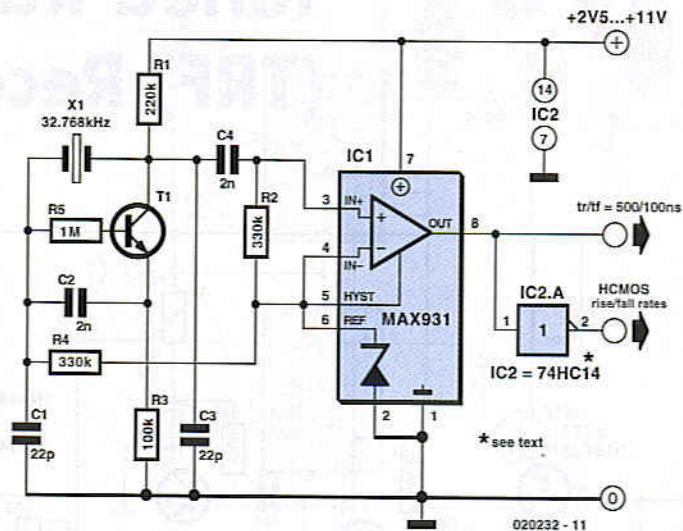 +2V5...+11V
R1
220k
X1
32.768kHz
C4
2n
IC1
7
14
IC2
7
T1
R5
1M
R2
330k
3
IN+
4
IN–
OUT
8
tr/tf = 500/100ns
C2
2n
5
HYST
6
REF
MAX931
HCMOS
rise/fall rates
IC2.A
1
1
2
*
IC2 = 74HC14
R4
330k
R3
100k
C1
22p
C3
22p
2
1
* see text
0
020232 - 11